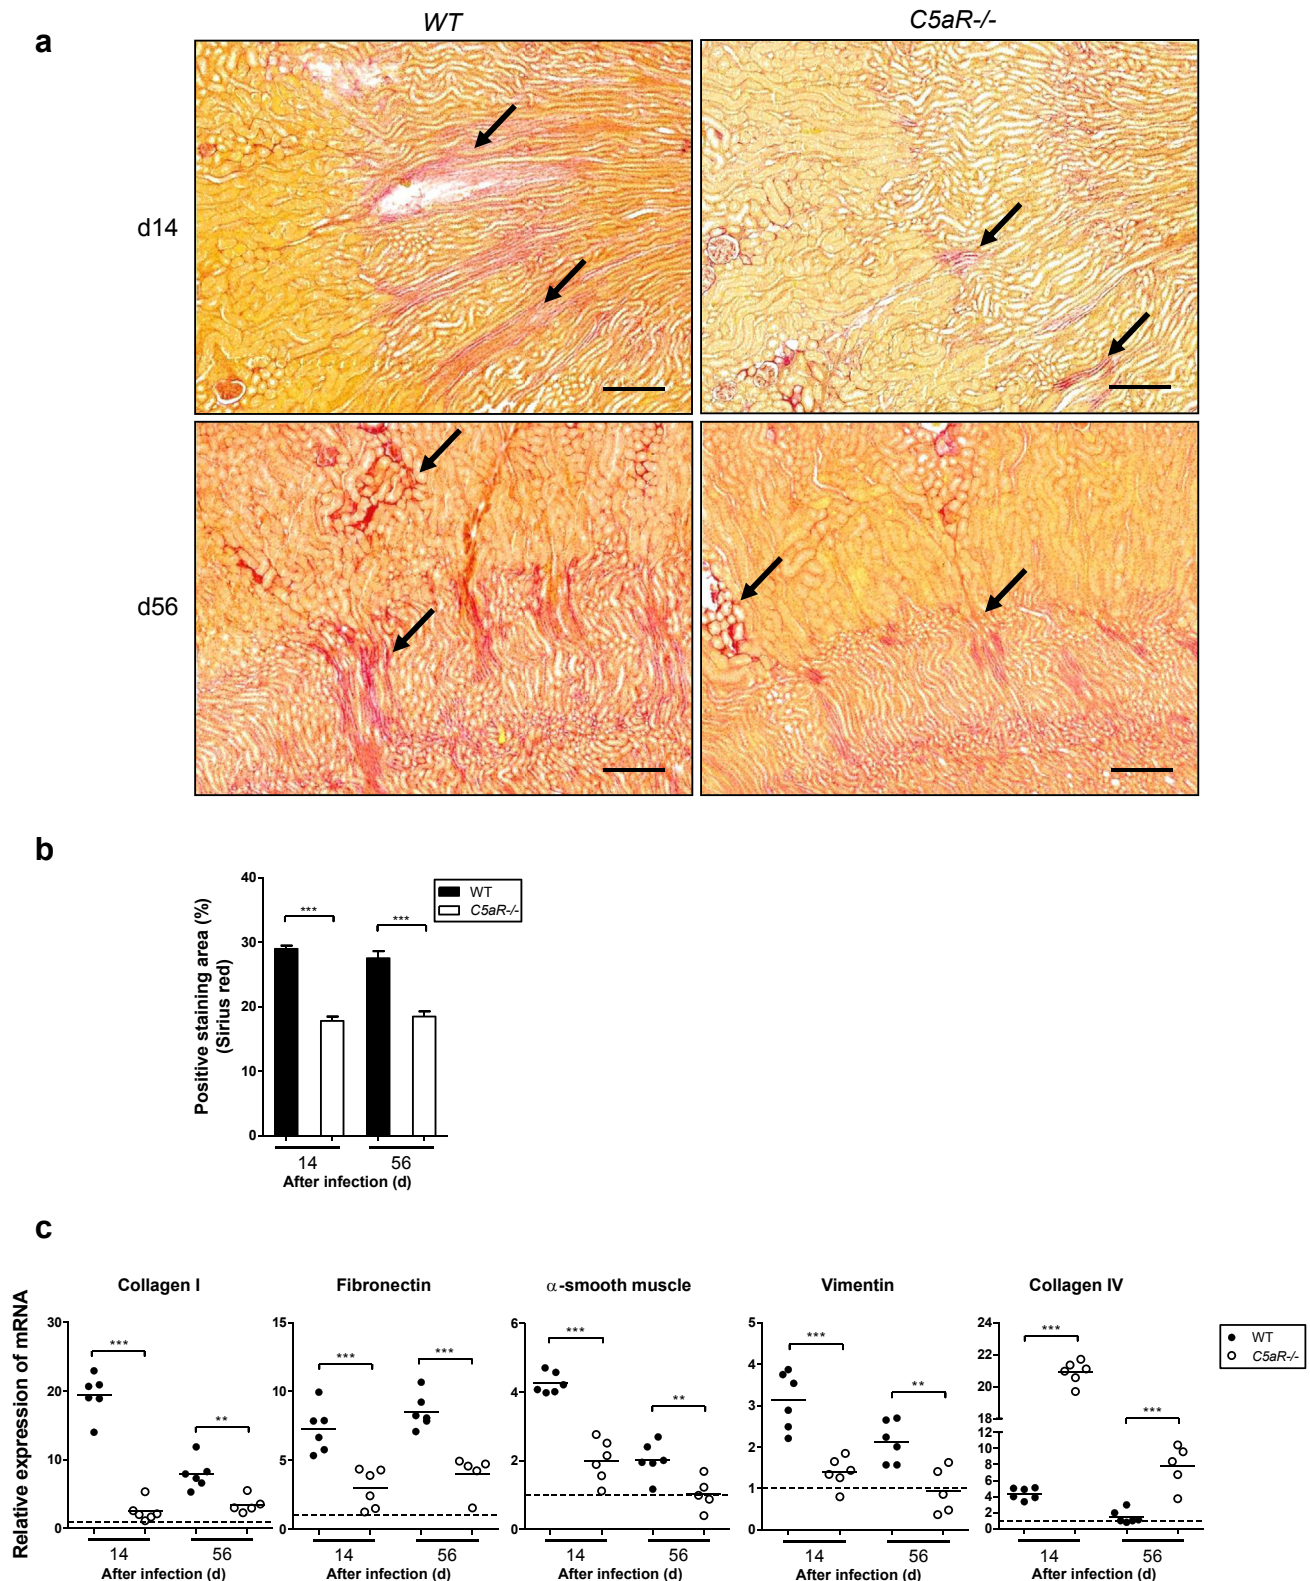 WT
C5aR-/-
a
d14
d56
b
Positive staining area (%)
(Sirius red)
40
30
20
10
0
***
***
WT
C5aR-/-
14
56
After infection (d)
c
Relative expression of mRNA
Collagen I
30
20
10
0
***
**
14
56
After infection (d)
Fibronectin
15
10
5
0
***
***
14
56
After infection (d)
α-smooth muscle
6
4
2
0
***
**
14
56
After infection (d)
Vimentin
5
4
3
2
1
0
***
**
14
56
After infection (d)
Collagen IV
24
22
20
18
12
10
8
6
4
2
0
***
***
14
56
After infection (d)
WT
C5aR-/-